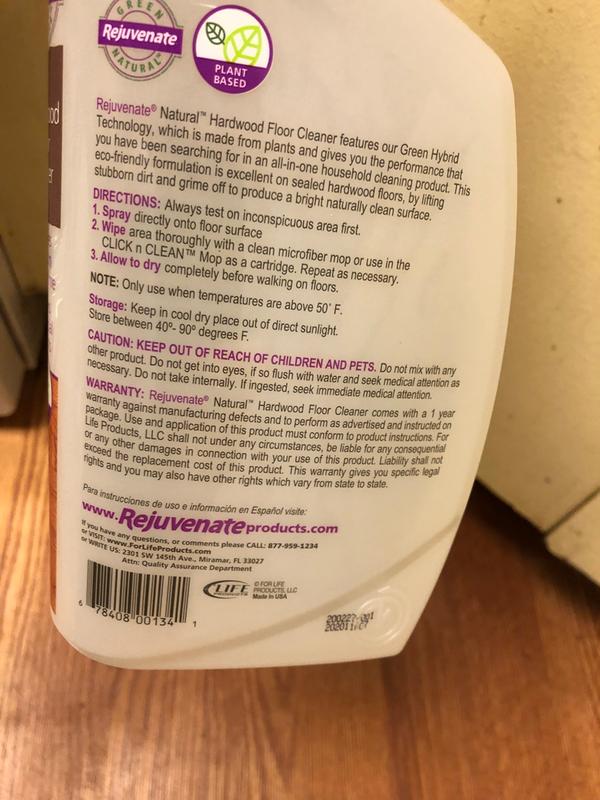 GREEN
Rejuvenate
NATURAL™
PLANT
BASED
Rejuvenate® Natural™ Hardwood Floor Cleaner features our Green Hybrid
Technology, which is made from plants and gives you the performance that
you have been searching for in an all-in-one household cleaning product. This
eco-friendly formulation is excellent on sealed hardwood floors, by lifting
stubborn dirt and grime off to produce a bright naturally clean surface.
DIRECTIONS: Always test on inconspicuous area first.
1. Spray directly onto floor surface
2. Wipe area thoroughly with a clean microfiber mop or use in the
CLICK n CLEAN™ Mop as a cartridge. Repeat as necessary.
3. Allow to dry completely before walking on floors.
NOTE: Only use when temperatures are above 50° F.
Storage: Keep in cool dry place out of direct sunlight.
Store between 40º- 90º degrees F.
CAUTION: KEEP OUT OF REACH OF CHILDREN AND PETS. Do not mix with any
other product. Do not get into eyes, if so flush with water and seek medical attention as
necessary. Do not take internally. If ingested, seek immediate medical attention.
WARRANTY: Rejuvenate® Natural™ Hardwood Floor Cleaner comes with a 1 year
warranty against manufacturing defects and to perform as advertised and instructed on
package. Use and application of this product must conform to product instructions. For
Life Products, LLC shall not under any circumstances, be liable for any consequential
or any other damages in connection with your use of this product. Liability shall not
exceed the replacement cost of this product. This warranty gives you specific legal
rights and you may also have other rights which vary from state to state.
Para instrucciones de uso e información en Español visite:
www.Rejuvenateproducts.com
If you have any questions, or comments please CALL: 877-959-1234
or VISIT: www.ForLifeProducts.com
or WRITE US: 2301 SW 145th Ave., Miramar, FL 33027
Attn: Quality Assurance Department
LIFE
© FOR LIFE
PRODUCTS, LLC
Made in USA
6 78408 00134 1